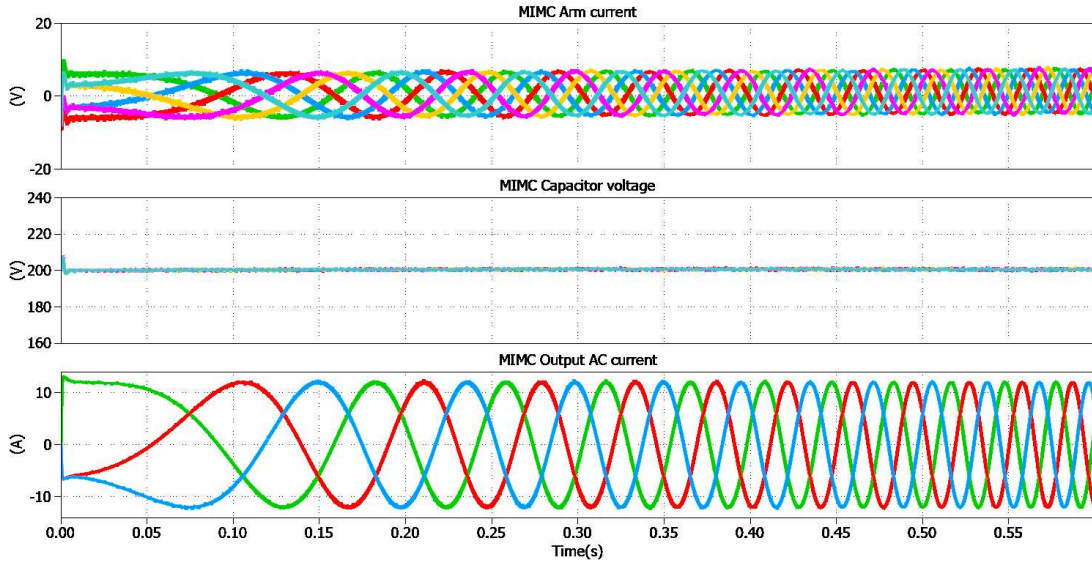 MIMC Arm current
20
0
-20
(V)
MIMC Capacitor voltage
240
220
200
180
160
(V)
MIMC Output AC current
10
0
-10
(A)
0.00 0.05 0.10 0.15 0.20 0.25 0.30 0.35 0.40 0.45 0.50 0.55
Time(s)